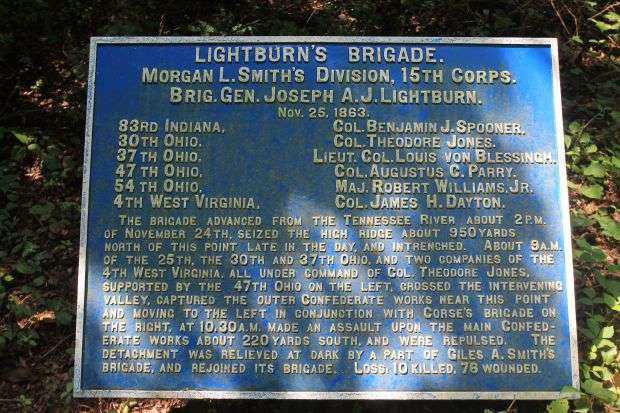 LIGHTBURN'S BRIGADE.
MORGAN L. SMITH'S DIVISION, 15TH CORPS.
BRIG. GEN. JOSEPH A. J. LIGHTBURN.
NOV. 25, 1863.
83RD INDIANA, COL. BENJAMIN J. SPOONER.
30TH OHIO, COL. THEODORE JONES.
37TH OHIO, LIEUT. COL. LOUIS VON BLESSINGH.
47TH OHIO, COL. AUGUSTUS C. PARRY.
54TH OHIO, MAJ. ROBERT WILLIAMS, JR.
4TH WEST VIRGINIA, COL. JAMES H. DAYTON.
THE BRIGADE ADVANCED FROM THE TENNESSEE RIVER ABOUT 2 P.M.
OF NOVEMBER 24TH, SEIZED THE HIGH RIDGE ABOUT 950 YARDS
NORTH OF THIS POINT LATE IN THE DAY, AND INTRENCHED. ABOUT 9 A.M.
OF THE 25TH, THE 30TH AND 37TH OHIO, AND TWO COMPANIES OF THE
4TH WEST VIRGINIA, ALL UNDER COMMAND OF COL. THEODORE JONES,
SUPPORTED BY THE 47TH OHIO ON THE LEFT, CROSSED THE INTERVENING
VALLEY, CAPTURED THE OUTER CONFEDERATE WORKS NEAR THIS POINT
AND MOVING TO THE LEFT IN CONJUNCTION WITH CORSE'S BRIGADE ON
THE RIGHT, AT 10.30 A.M. MADE AN ASSAULT UPON THE MAIN CONFED-
ERATE WORKS ABOUT 220 YARDS SOUTH, AND WERE REPULSED. THE
DETACHMENT WAS RELIEVED AT DARK BY A PART OF GILES A. SMITH'S
BRIGADE, AND REJOINED ITS BRIGADE. LOSS: 10 KILLED, 76 WOUNDED.